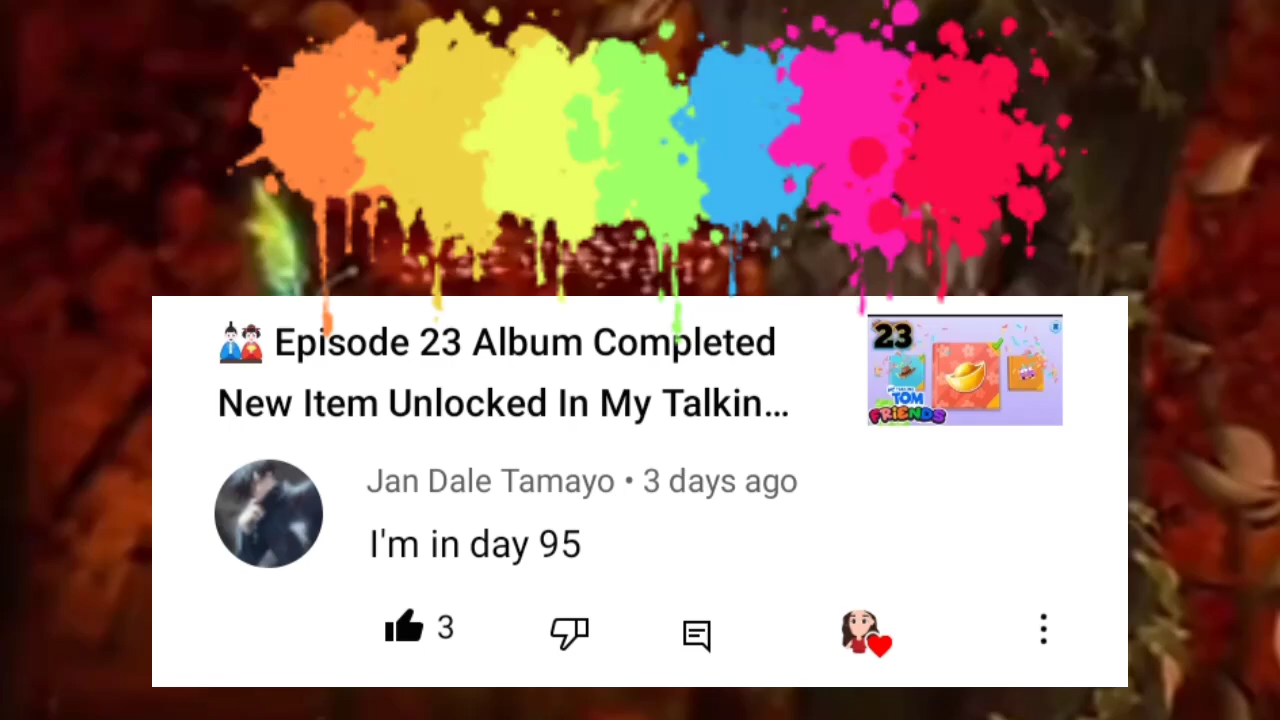 🎎 Episode 23 Album Completed
New Item Unlocked In My Talkin...
23
TOM
FRIENDS
Jan Dale Tamayo • 3 days ago
I'm in day 95
3